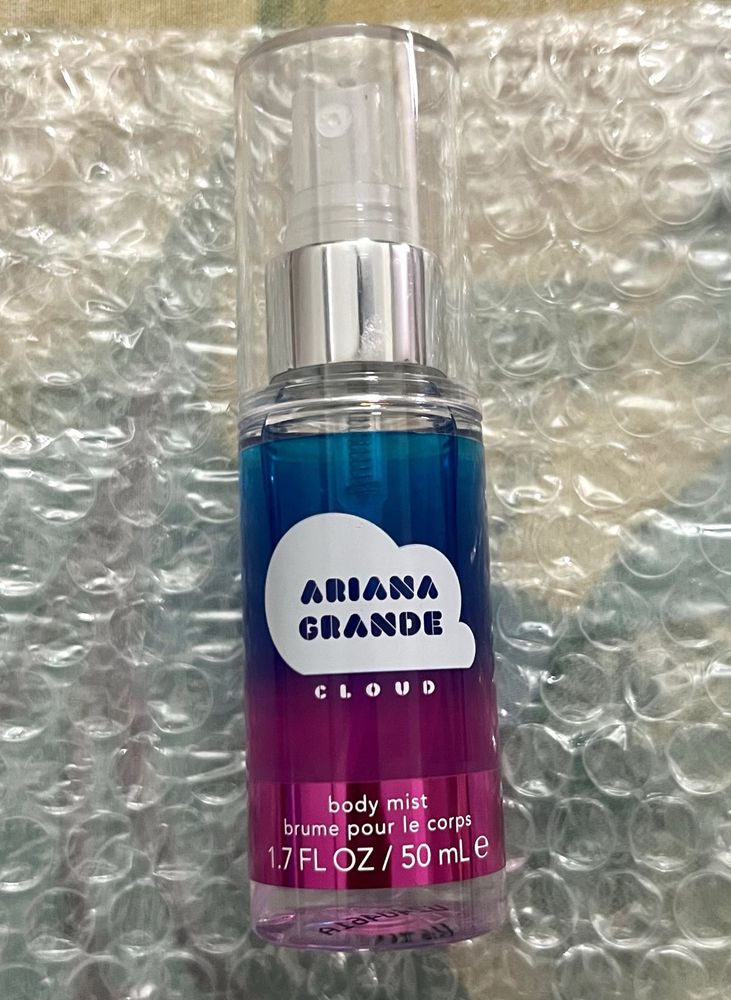 ARIANA
GRANDE
CLOUD
body mist
brume pour le corps
1.7 FL OZ / 50 mL e